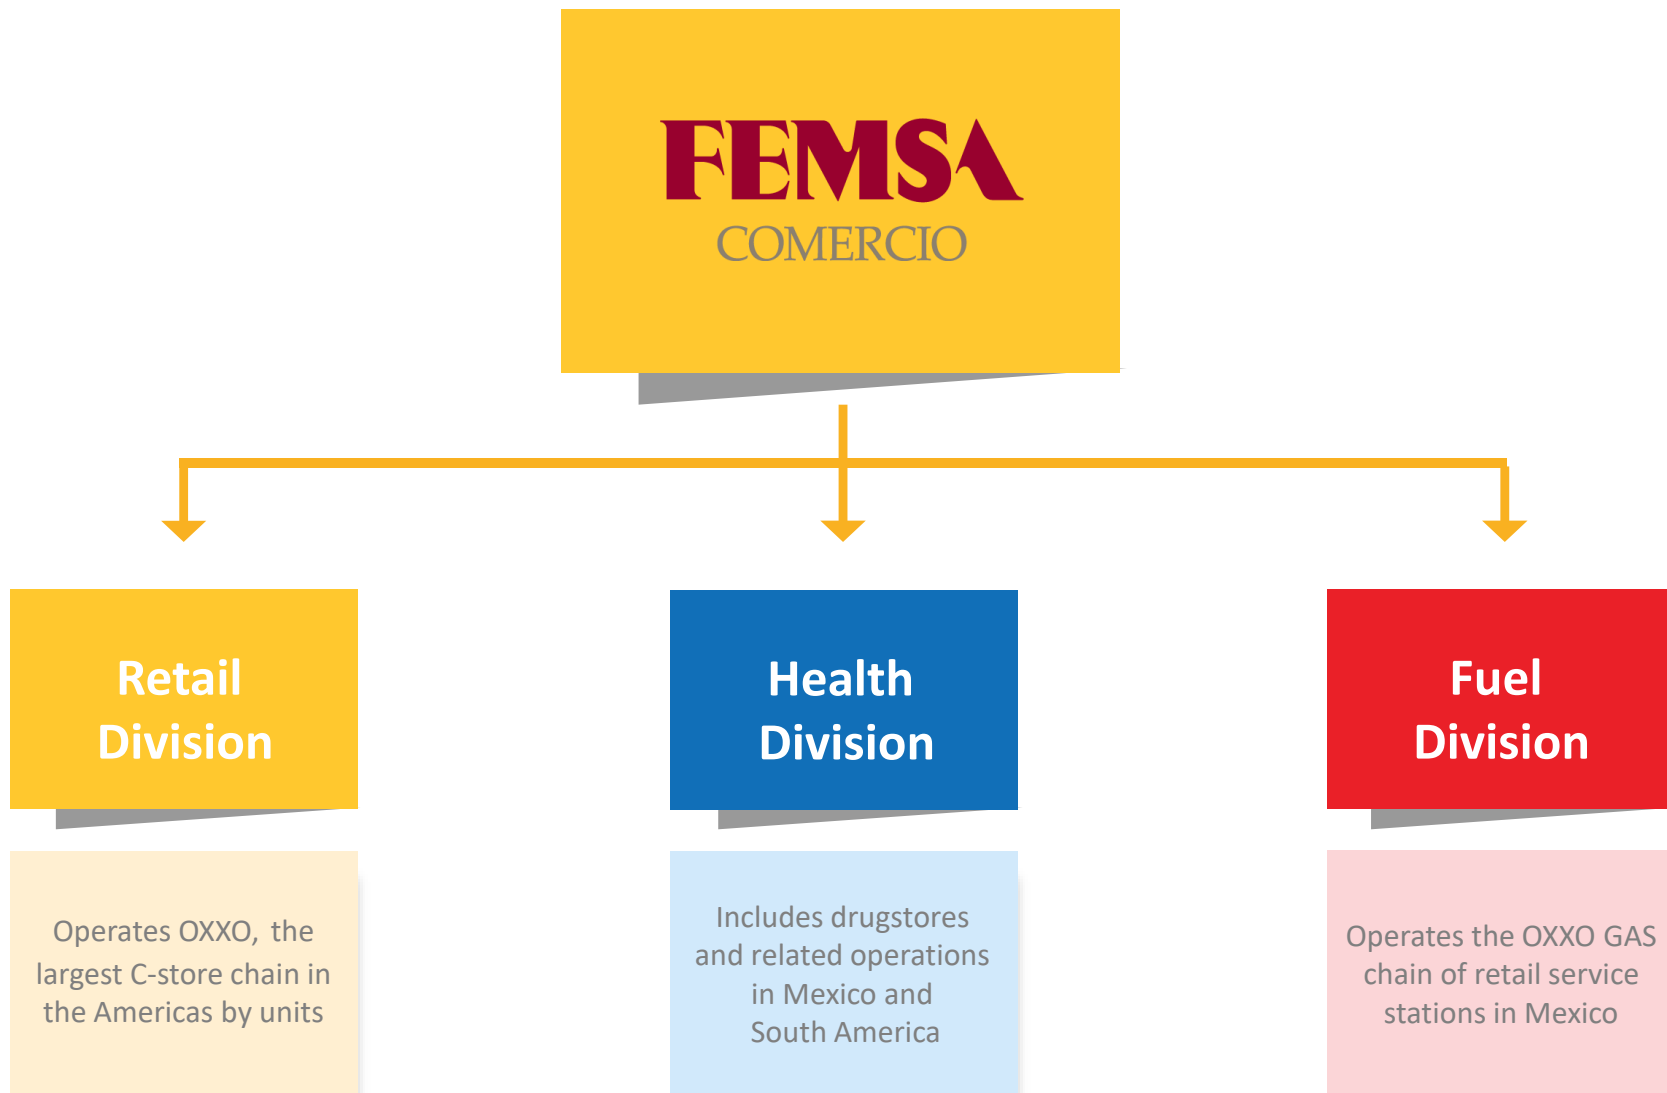 FEMSA
COMERCIO
Retail
Division
Operates OXXO, the
largest C-store chain in
the Americas by units
Health
Division
Includes drugstores
and related operations
in Mexico and
South America
Fuel
Division
Operates the OXXO GAS
chain of retail service
stations in Mexico